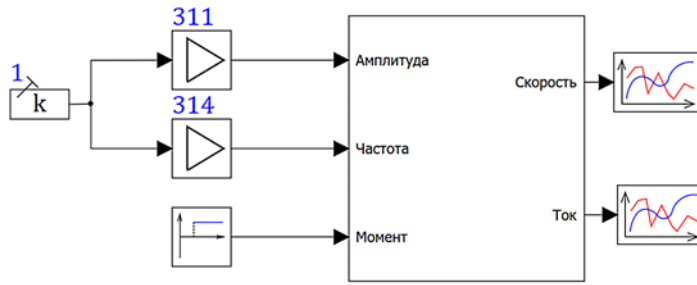 311
Амплитуда
1
Скорость
k
314
Частота
Ток
Момент